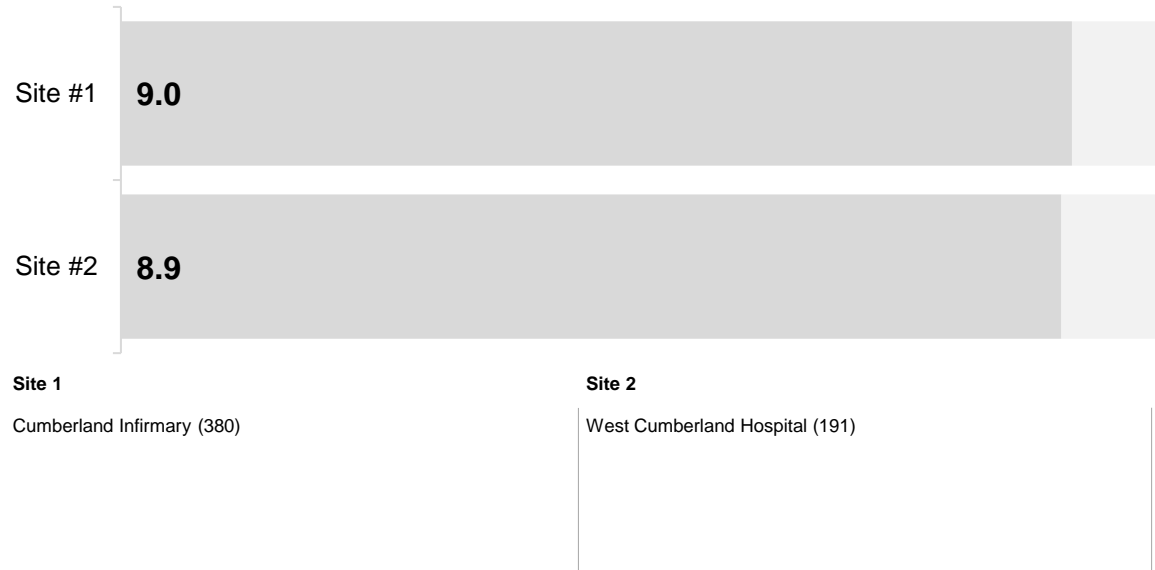 Site #1
9.0
Site #2
8.9
Site 1
Site 2
Cumberland Infirmary (380)
West Cumberland Hospital (191)